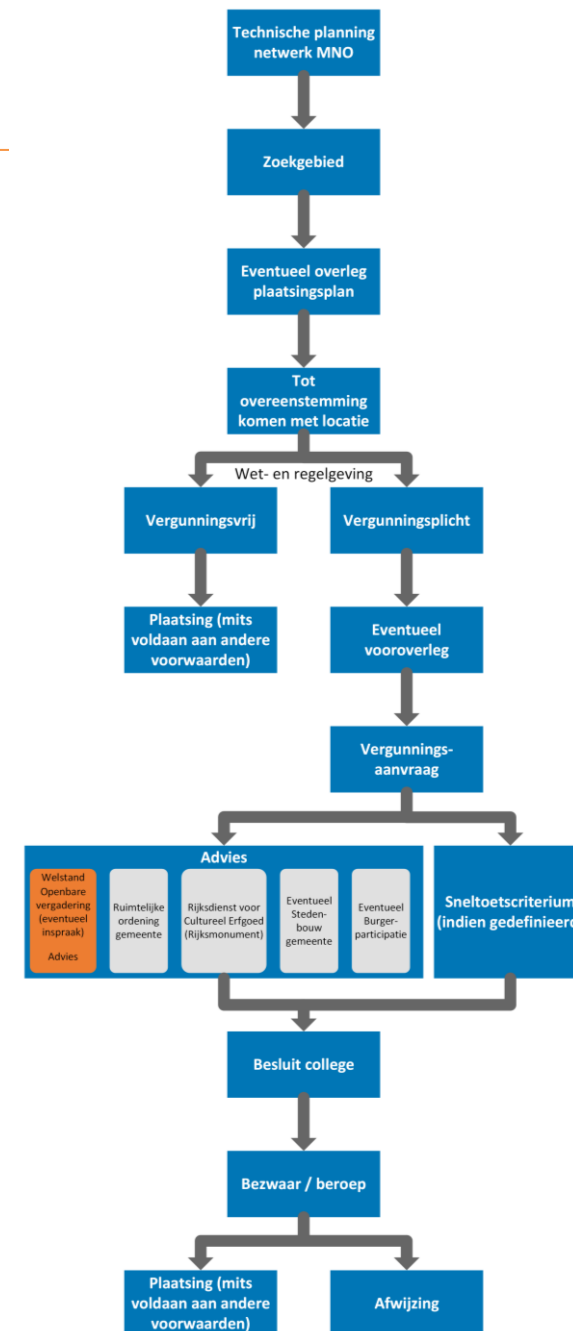 Technische planning
netwerk MNO
Zoekgebied
Eventueel overleg
plaatsingsplan
Tot
overeenstemming
komen met locatie
Wet- en regelgeving
Vergunningsvrij
Vergunningsplicht
Plaatsing (mits
voldaan aan andere
voorwaarden)
Eventueel
vooroverleg
Vergunnings-
aanvraag
Advies
Welstand
Openbare
vergadering
(eventueel
inspraak)
Advies
Ruimtelijke
ordening
gemeente
Rijksdienst voor
Cultureel Erfgoed
(Rijksmonument)
Eventueel
Steden-
bouw
gemeente
Eventueel
Burger-
participatie
Sneltoetscriterium
(indien gedefinieerd
Besluit college
Bezwaar / beroep
Plaatsing (mits
voldaan aan andere
voorwaarden)
Afwijzing